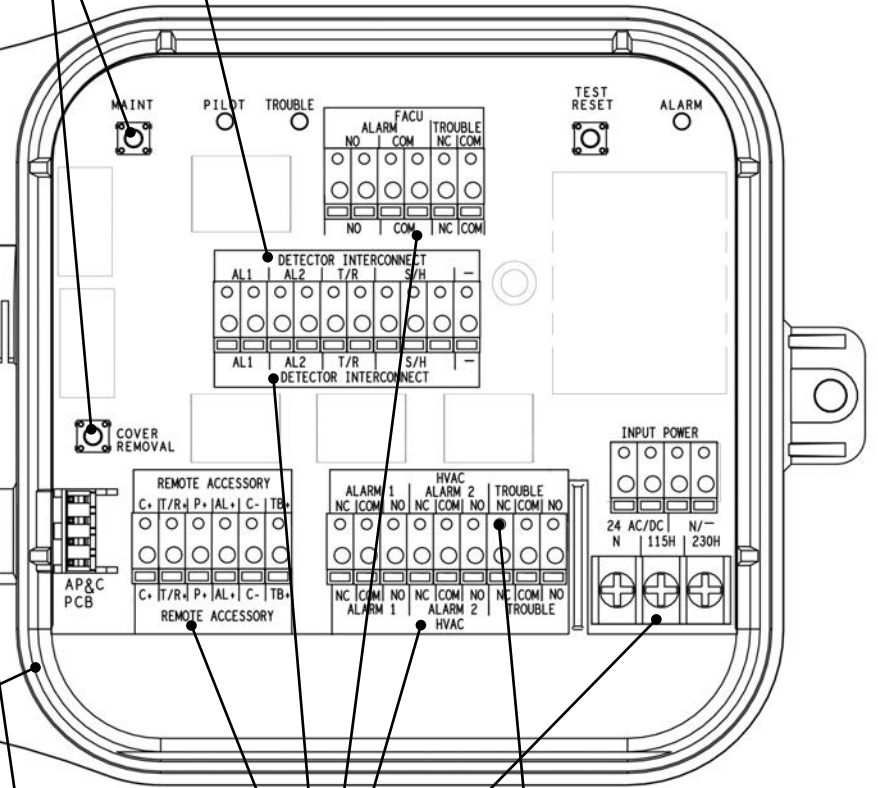 MAINT PILOT TROUBLE TEST RESET ALARM
FACU
ALARM TROUBLE
NO COM NC COM
NO COM NC COM
DETECTOR INTERCONNECT
AL1 AL2 T/R S/H —
AL1 AL2 T/R S/H —
DETECTOR INTERCONNECT
COVER
REMOVAL
INPUT POWER
24 AC/DC N/—
N 115H 230H
REMOTE ACCESSORY
C+ T/R+ P+ AL+ C- TB+
C+ T/R+ P+ AL+ C- TB+
REMOTE ACCESSORY
HVAC
ALARM 1 ALARM 2 TROUBLE
NC COM NO NC COM NO NC COM NO
NC COM NO NC COM NO NC COM NO
ALARM 1 ALARM 2 TROUBLE
HVAC
AP&C
PCB